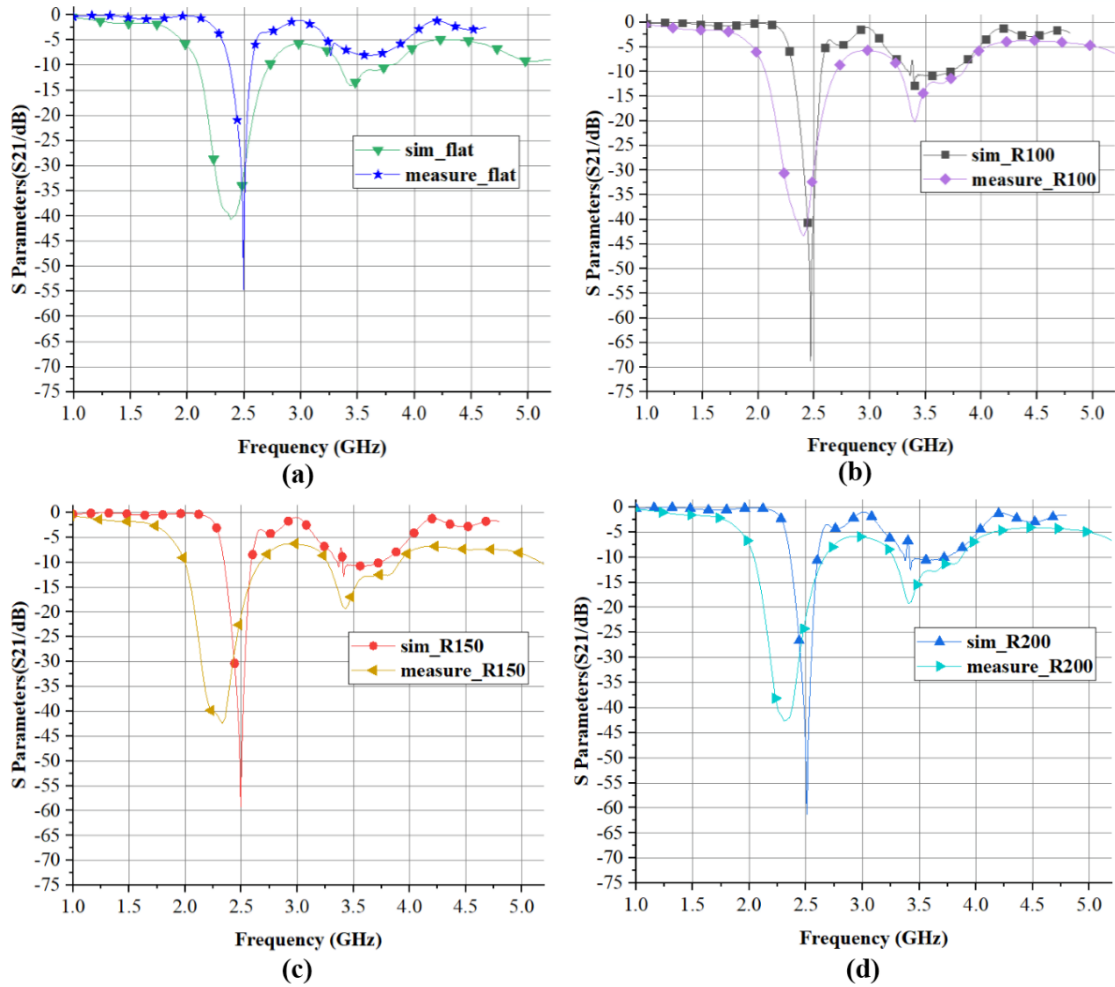 0
-5
-10
-15
-20
-25
-30
-35
-40
-45
-50
-55
-60
-65
-70
-75
S Parameters(S21/dB)
sim_flat
measure_flat
1.0 1.5 2.0 2.5 3.0 3.5 4.0 4.5 5.0
Frequency (GHz)
(a)
0
-5
-10
-15
-20
-25
-30
-35
-40
-45
-50
-55
-60
-65
-70
-75
S Parameters(S21/dB)
sim_R100
measure_R100
1.0 1.5 2.0 2.5 3.0 3.5 4.0 4.5 5.0
Frequency (GHz)
(b)
0
-5
-10
-15
-20
-25
-30
-35
-40
-45
-50
-55
-60
-65
-70
-75
S Parameters(S21/dB)
sim_R150
measure_R150
1.0 1.5 2.0 2.5 3.0 3.5 4.0 4.5 5.0
Frequency (GHz)
(c)
0
-5
-10
-15
-20
-25
-30
-35
-40
-45
-50
-55
-60
-65
-70
-75
S Parameters(S21/dB)
sim_R200
measure_R200
1.0 1.5 2.0 2.5 3.0 3.5 4.0 4.5 5.0
Frequency (GHz)
(d)